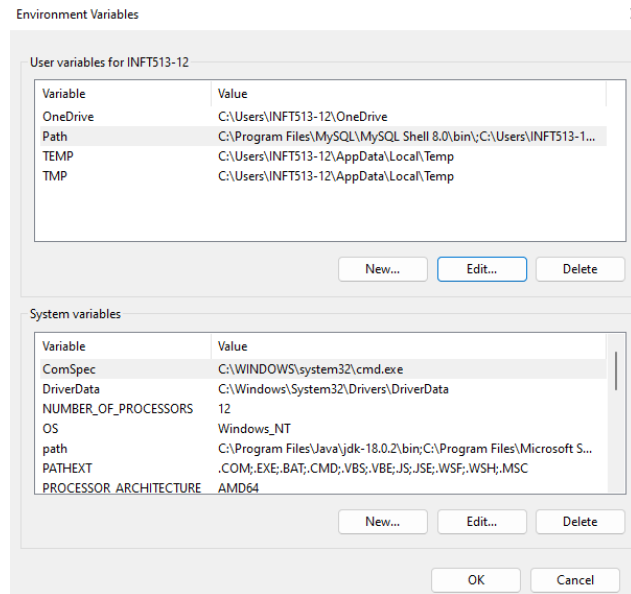 Environment Variables
User variables for INFT513-12
Variable Value
OneDrive C:\Users\INFT513-12\OneDrive
Path C:\Program Files\MySQL\MySQL Shell 8.0\bin\;C:\Users\INFT513-1...
TEMP C:\Users\INFT513-12\AppData\Local\Temp
TMP C:\Users\INFT513-12\AppData\Local\Temp
New... Edit... Delete
System variables
Variable Value
ComSpec C:\WINDOWS\system32\cmd.exe
DriverData C:\Windows\System32\Drivers\DriverData
NUMBER_OF_PROCESSORS 12
OS Windows_NT
path C:\Program Files\Java\jdk-18.0.2\bin;C:\Program Files\Microsoft S...
PATHEXT .COM;.EXE;.BAT;.CMD;.VBS;.VBE;.JS;.JSE;.WSF;.WSH;.MSC
PROCESSOR_ARCHITECTURE AMD64
New... Edit... Delete
OK Cancel